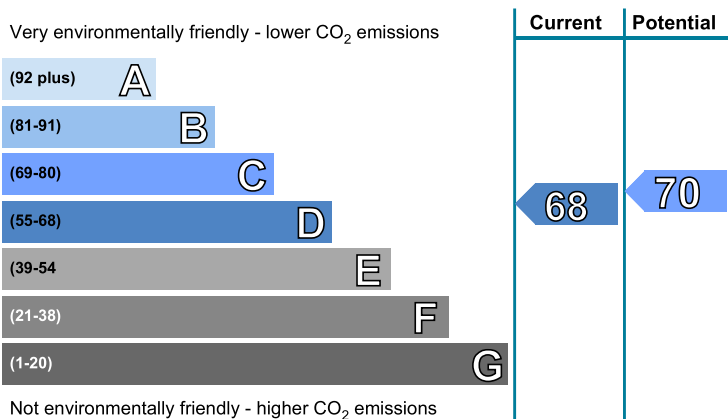 Very environmentally friendly - lower CO2 emissions
Current
Potential
(92 plus) A
(81-91) B
(69-80) C
(55-68) D
(39-54 E
(21-38) F
(1-20) G
68
70
Not environmentally friendly - higher CO2 emissions